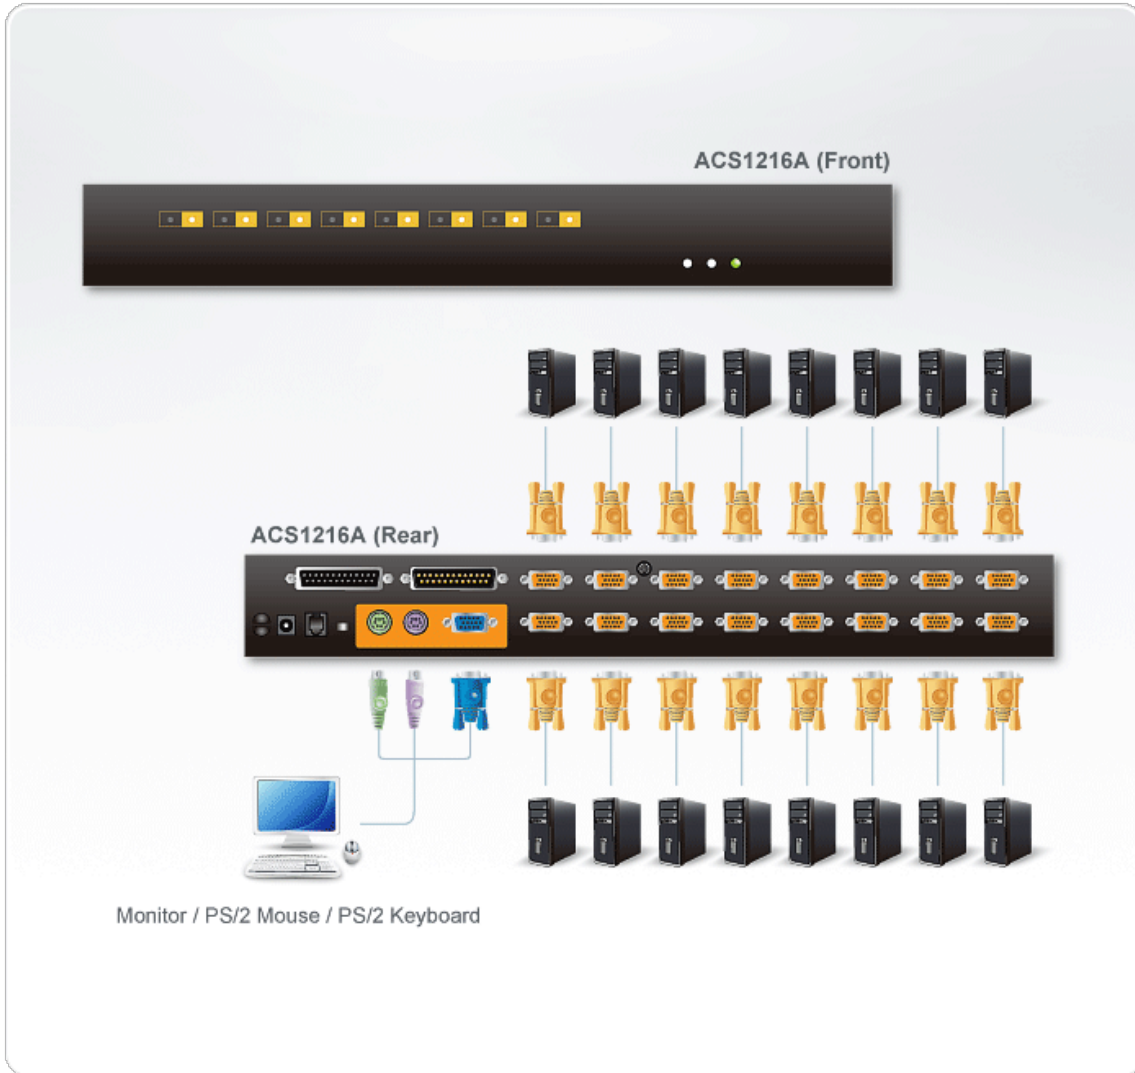 ACS1216A (Front)
ACS1216A (Rear)
Monitor / PS/2 Mouse / PS/2 Keyboard